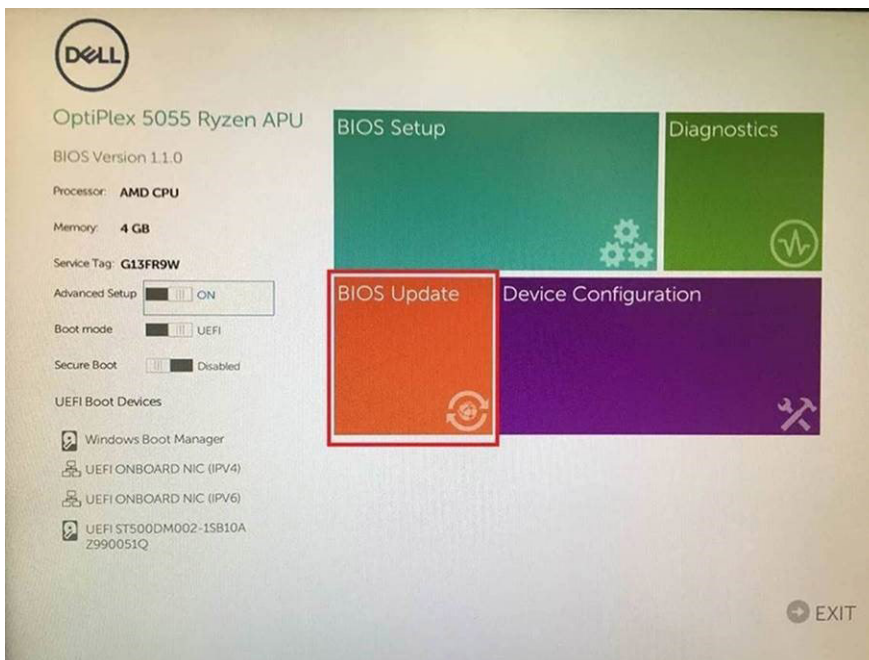 DELL
OptiPlex 5055 Ryzen APU
BIOS Version 1.1.0
Processor: AMD CPU
Memory: 4 GB
Service Tag: G13FR9W
Advanced Setup ON
Boot mode UEFI
Secure Boot Disabled
UEFI Boot Devices
Windows Boot Manager
UEFI ONBOARD NIC (IPV4)
UEFI ONBOARD NIC (IPV6)
UEFI ST500DM002-1SB10A
Z990051Q
BIOS Setup
Diagnostics
BIOS Update
Device Configuration
EXIT